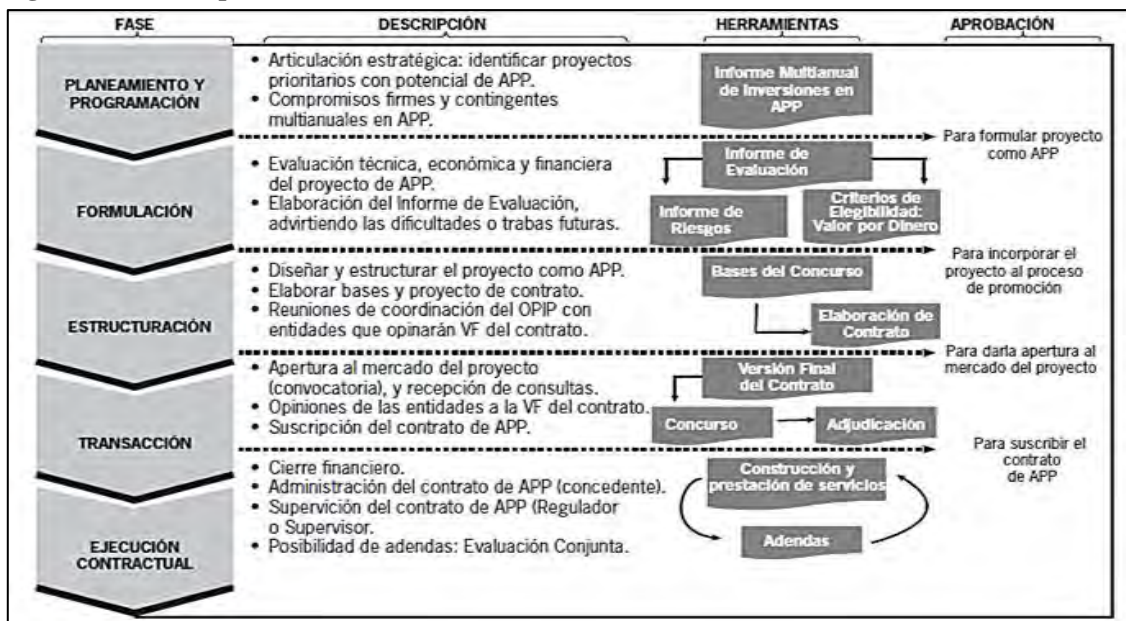 FASE
DESCRIPCIÓN
HERRAMIENTAS
APROBACIÓN
PLANEAMIENTO Y
PROGRAMACIÓN
• Articulación estratégica: identificar proyectos
prioritarios con potencial de APP.
• Compromisos firmes y contingentes
multianuales en APP.
Informe Multianual
de Inversiones en
APP
Para formular proyecto
como APP
FORMULACIÓN
• Evaluación técnica, económica y financiera
del proyecto de APP.
• Elaboración del Informe de Evaluación,
advirtiendo las dificultades o trabas futuras.
Informe de
Evaluación
Informe de
Riesgos
Criterios de
Elegibilidad:
Valor por Dinero
Para incorporar el
proyecto al proceso
de promoción
ESTRUCTURACIÓN
• Diseñar y estructurar el proyecto como APP.
• Elaborar bases y proyecto de contrato.
• Reuniones de coordinación del OPIP con
entidades que opinarán VF del contrato.
Bases del Concurso
Elaboración de
Contrato
Para darla apertura al
mercado del proyecto
TRANSACCIÓN
• Apertura al mercado del proyecto
(convocatoria), y recepción de consultas.
• Opiniones de las entidades a la VF del contrato.
• Suscripción del contrato de APP.
Versión Final
del Contrato
Concurso
Adjudicación
Para suscribir el
contrato
de APP
EJECUCIÓN
CONTRACTUAL
• Cierre financiero.
• Administración del contrato de APP (concedente).
• Supervición del contrato de APP (Regulador
o Supervisor.
• Posibilidad de adendas: Evaluación Conjunta.
Construcción y
prestación de servicios
Adendas